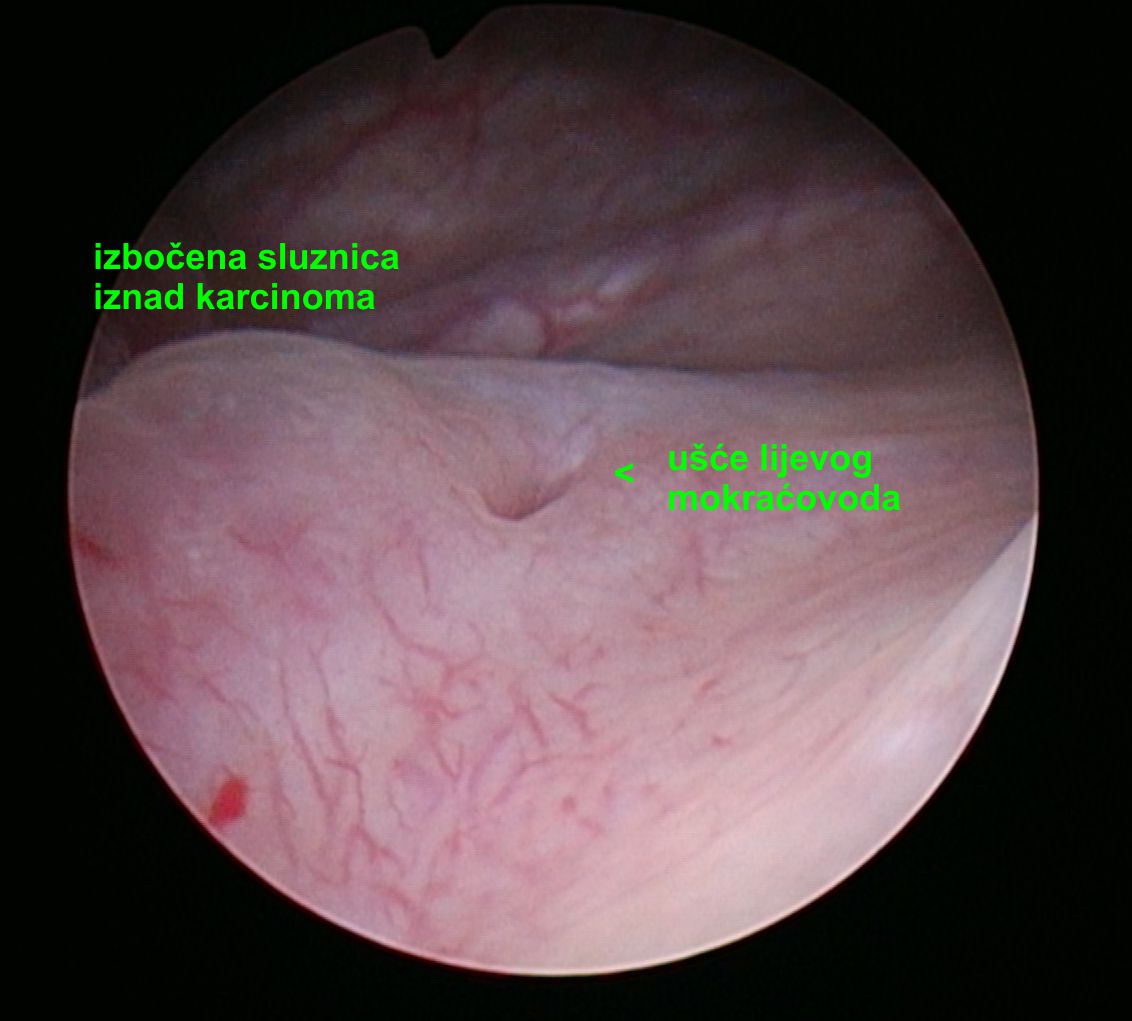 izbočena sluznica
iznad karcinoma
< ušće lijevog
mokraćovoda